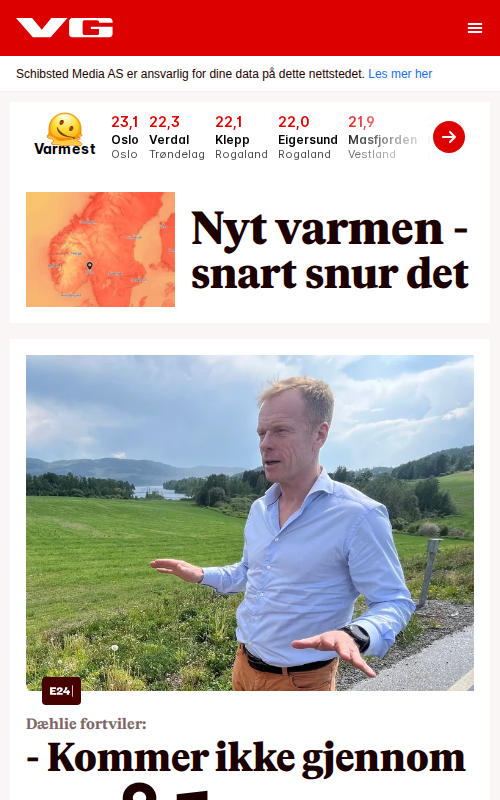 VG
Schibsted Media AS er ansvarlig for dine data på dette nettstedet. Les mer her
Varmest
23,1 22,3 22,1 22,0 21,9
Oslo Verdal Klepp Eigersund Masfjorden
Oslo Trøndelag Rogaland Rogaland Vestland
Nyt varmen -
snart snur det
E24
Dæhlie fortviler:
- Kommer ikke gjennom